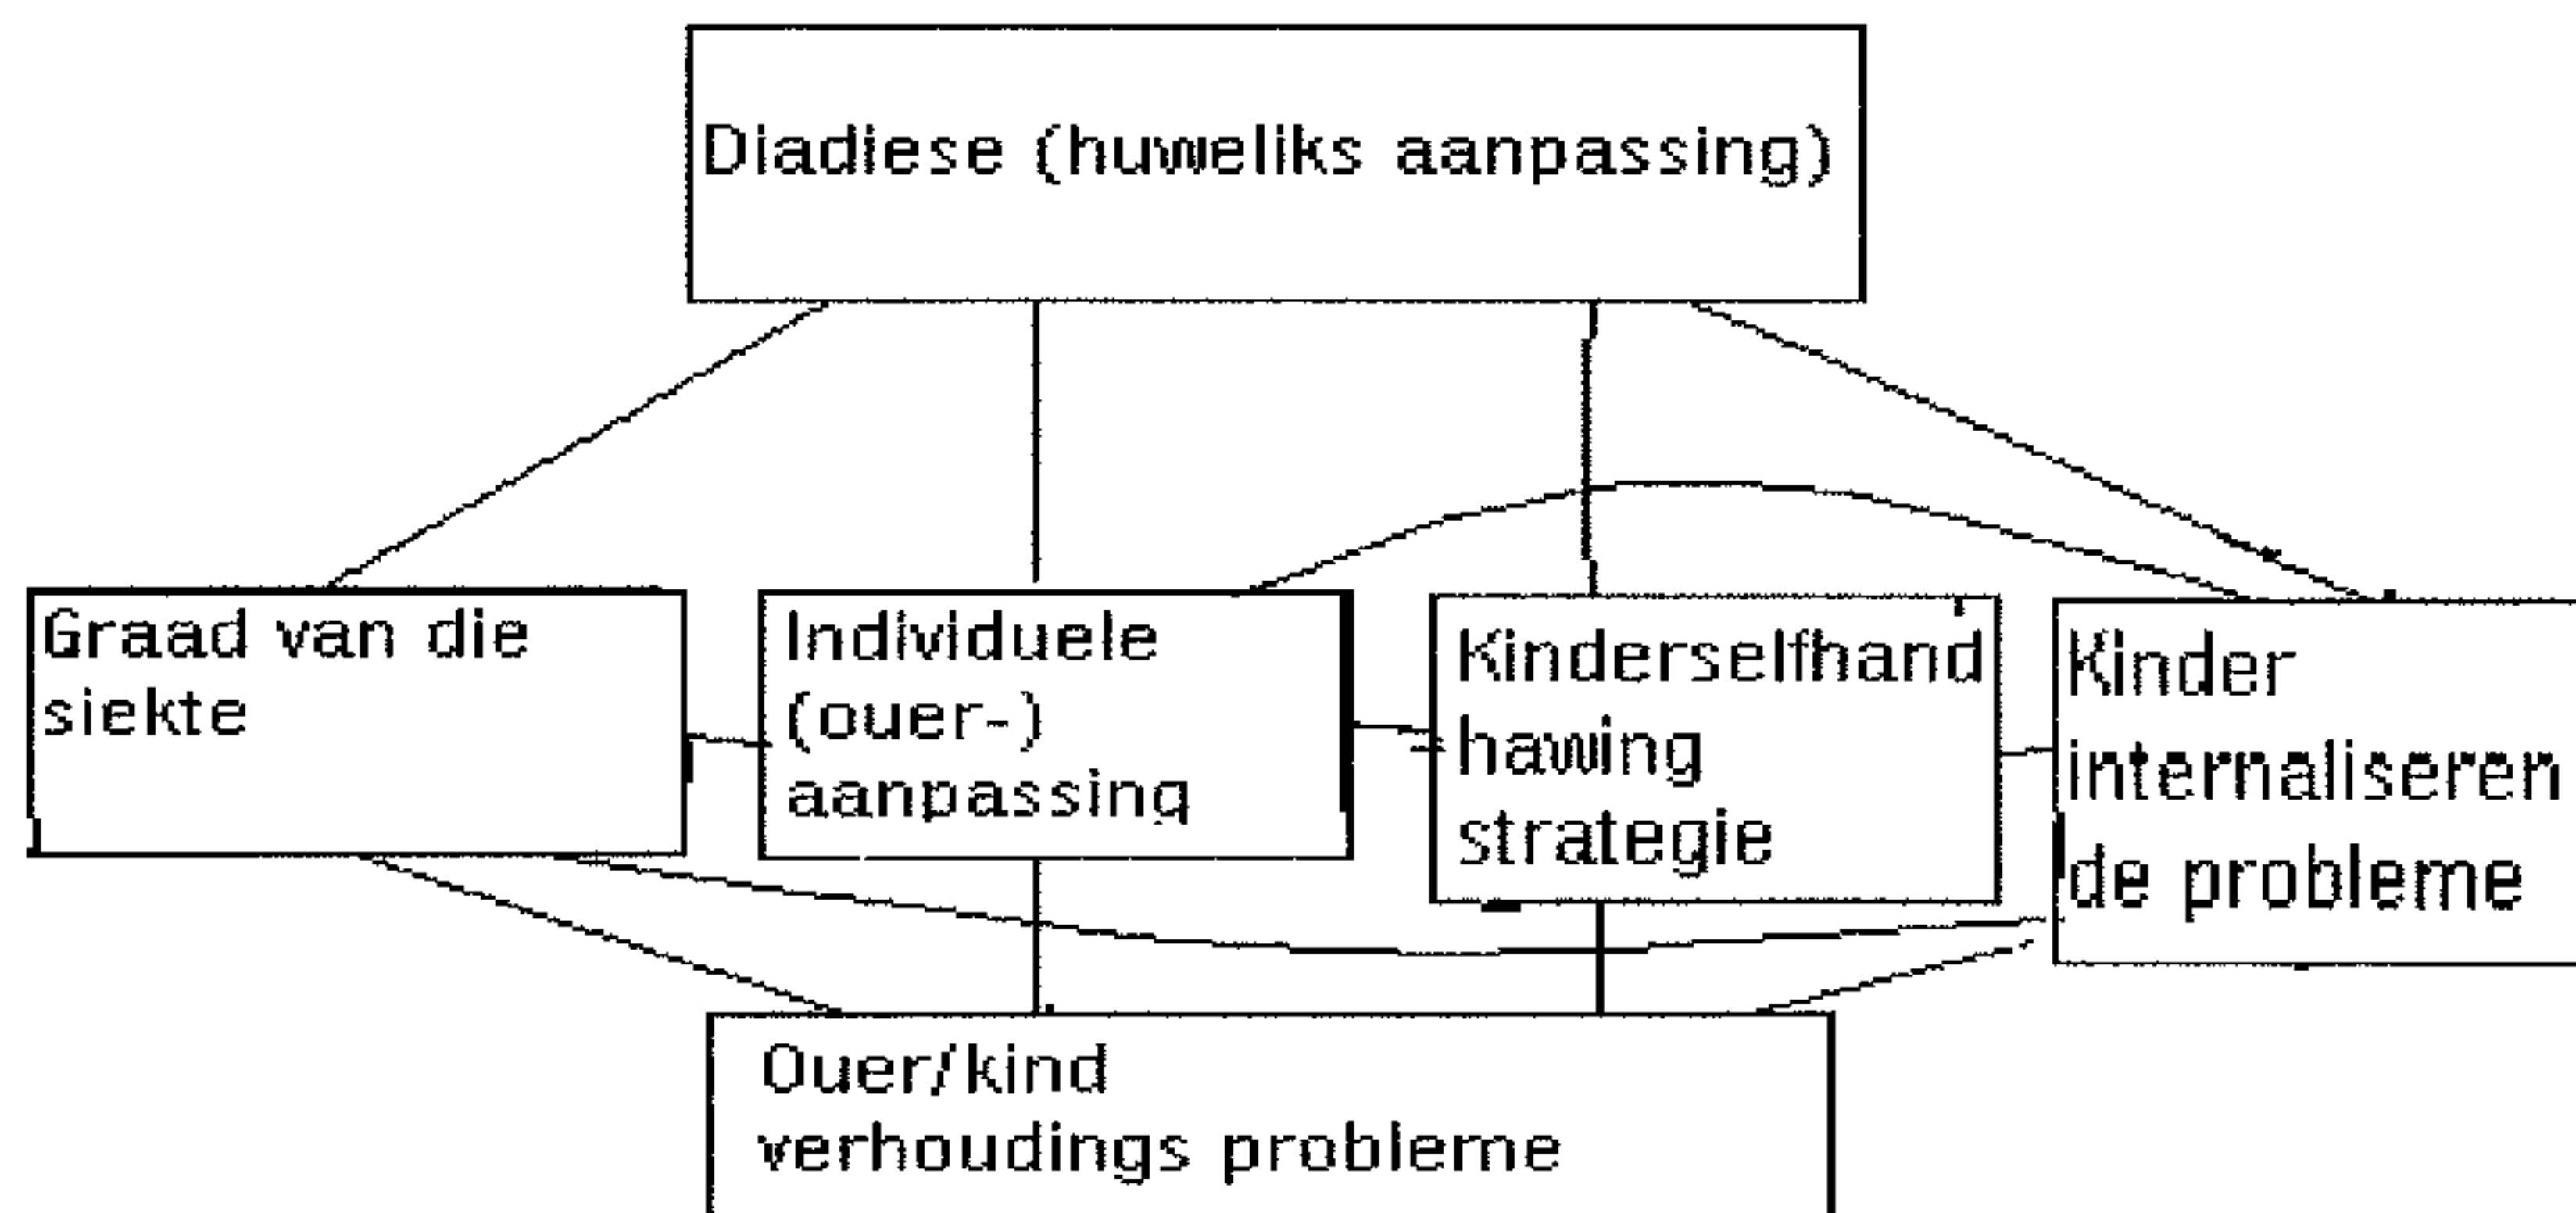 Diadiese (huweliks aanpassing)
Graad van die
siekte
Individuele
(ouer-)
aanpassing
Kinderselfhand
hawing
strategie
Kinder
internaliseren
de probleme
Ouer/kind
verhoudings probleme